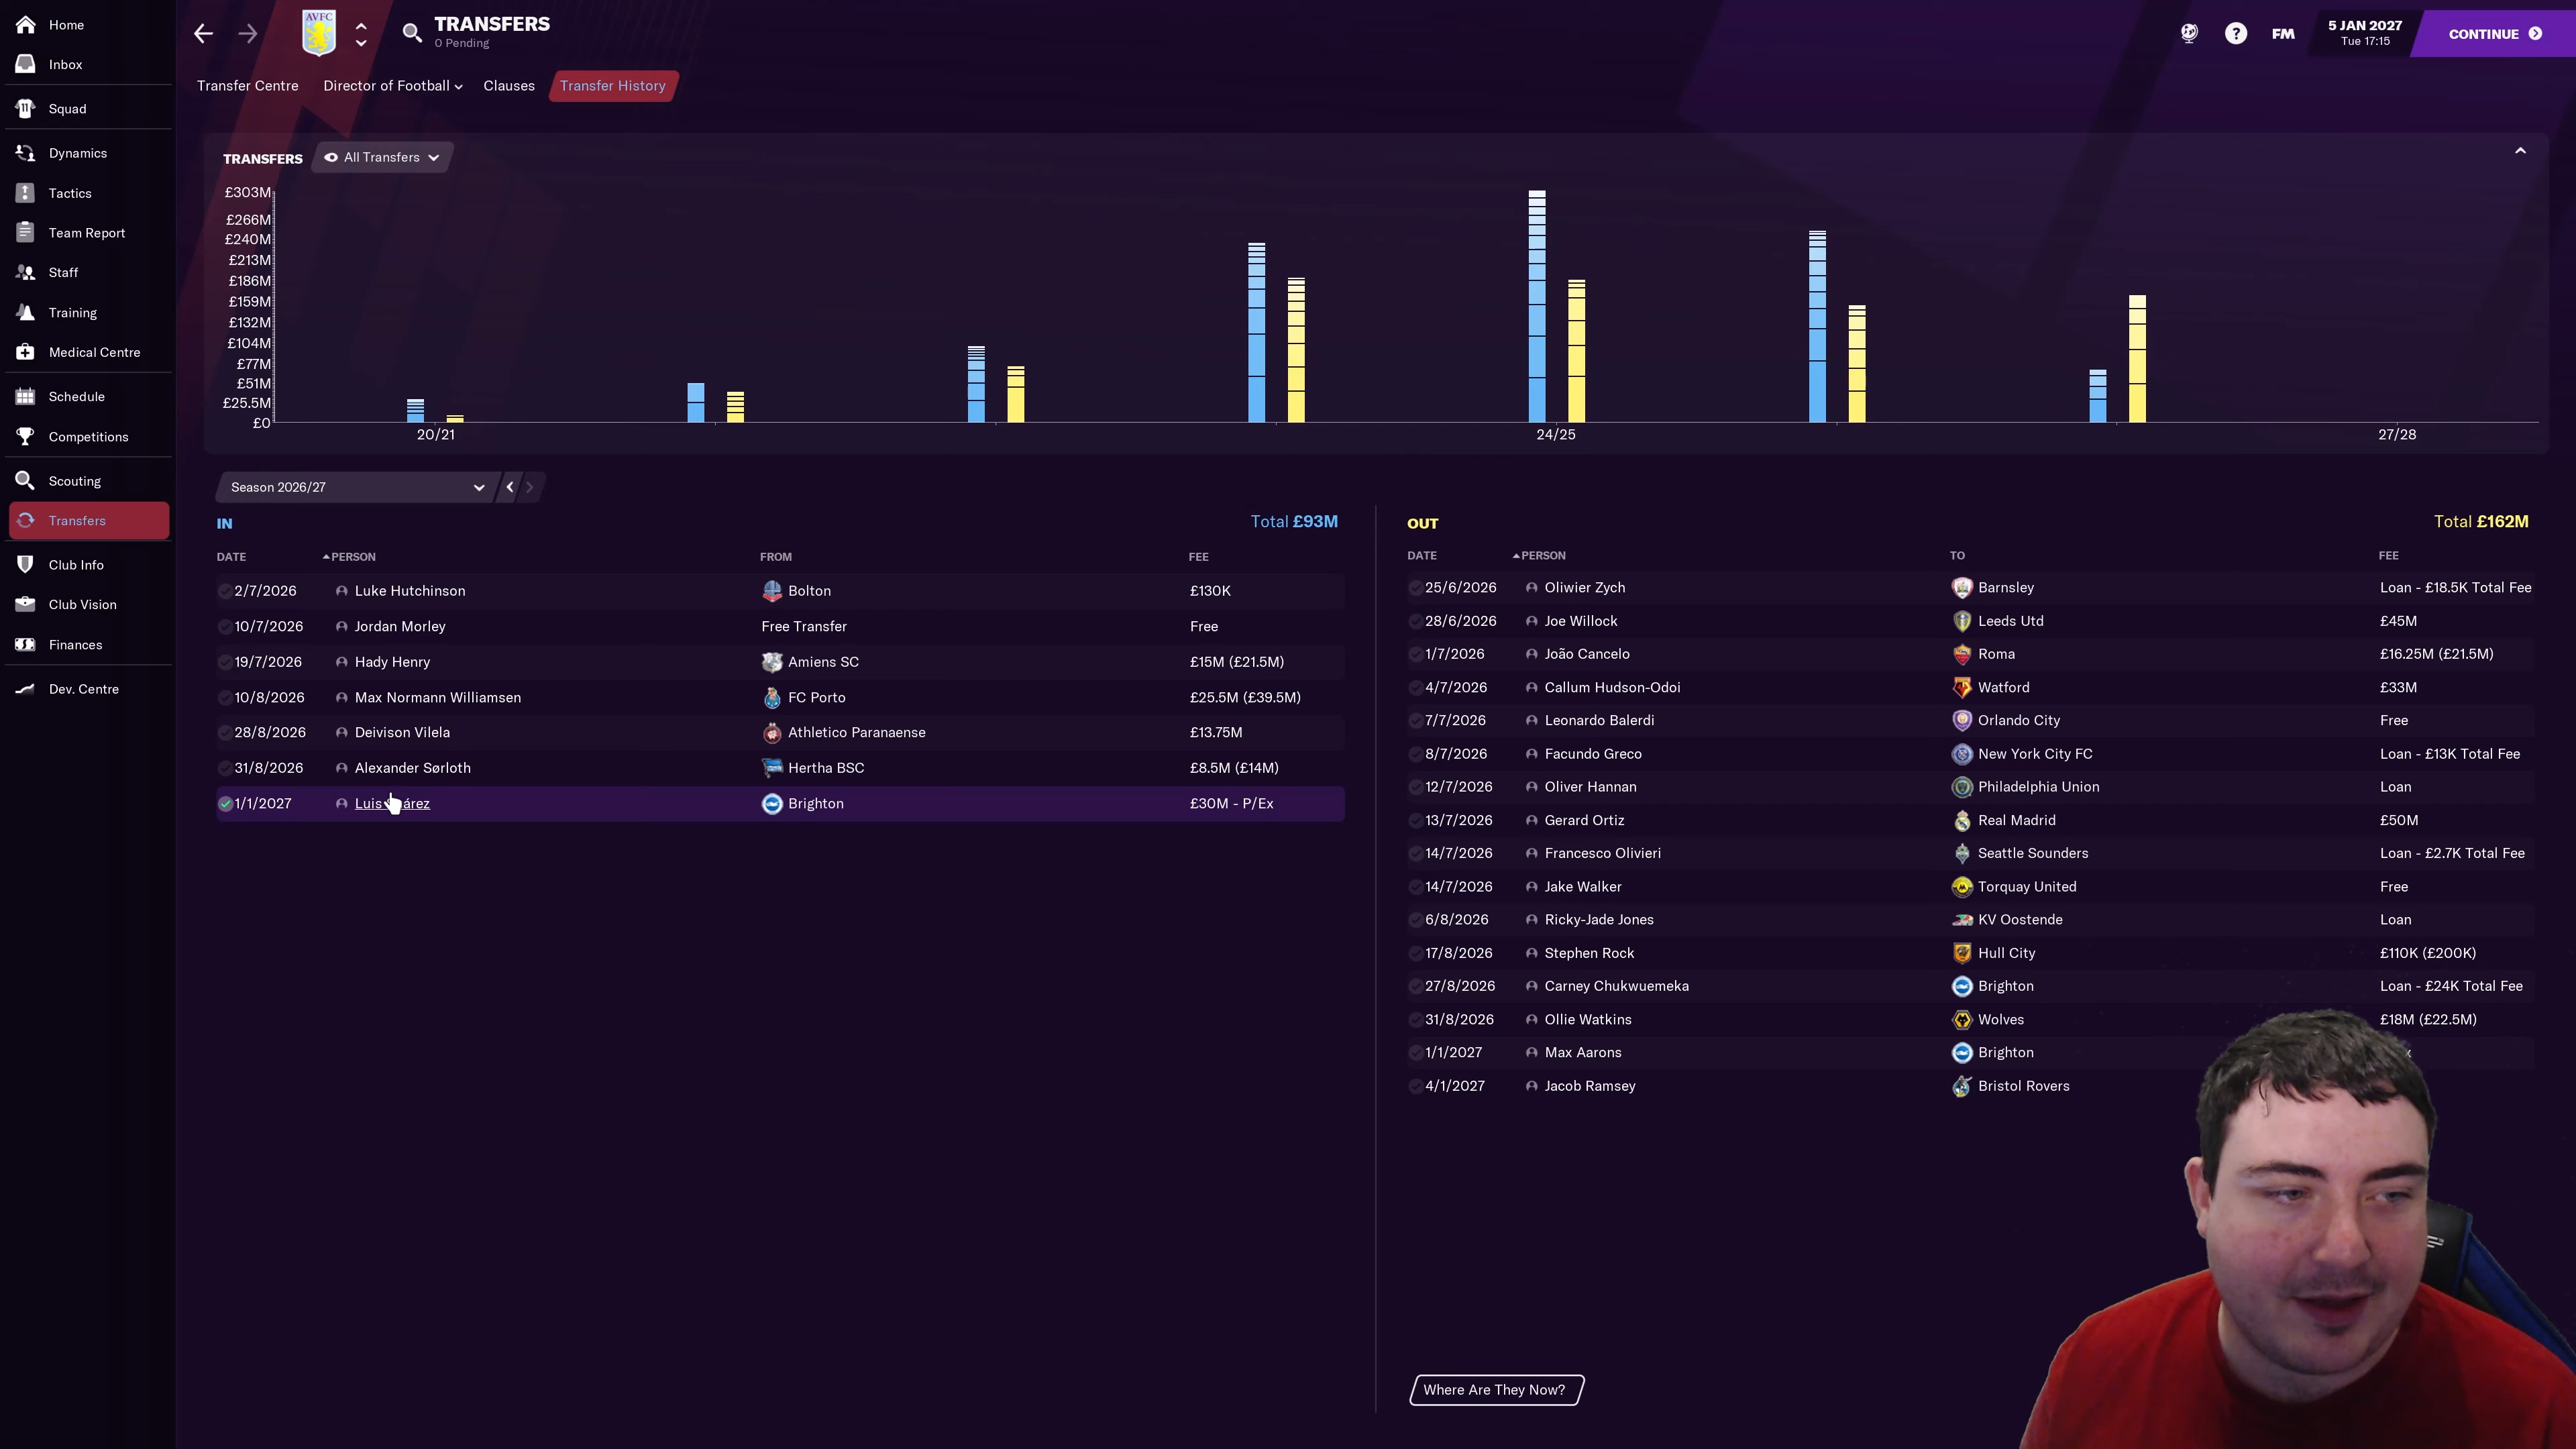 Home
Inbox
Squad
Dynamics
Tactics
Team Report
Staff
Training
Medical Centre
Schedule
Competitions
Scouting
Transfers
Club Info
Club Vision
Finances
Dev. Centre
AVFC
TRANSFERS
0 Pending
FM
5 JAN 2027
Tue 17:15
CONTINUE
Transfer Centre Director of Football Clauses Transfer History
TRANSFERS All Transfers
£303M
£266M
£240M
£213M
£186M
£159M
£132M
£104M
£77M
£51M
£25.5M
£0
20/21 24/25 27/28
Season 2026/27
IN Total £93M
DATE PERSON FROM FEE
2/7/2026 Luke Hutchinson Bolton £130K
10/7/2026 Jordan Morley Free Transfer Free
19/7/2026 Hady Henry Amiens SC £15M (£21.5M)
10/8/2026 Max Normann Williamsen FC Porto £25.5M (£39.5M)
28/8/2026 Deivison Vilela Athletico Paranaense £13.75M
31/8/2026 Alexander Sørloth Hertha BSC £8.5M (£14M)
1/1/2027 Luis Brighton £30M - P/Ex
OUT Total £162M
DATE PERSON TO FEE
25/6/2026 Oliwier Zych Barnsley Loan - £18.5K Total Fee
28/6/2026 Joe Willock Leeds Utd £45M
1/7/2026 João Cancelo Roma £16.25M (£21.5M)
4/7/2026 Callum Hudson-Odoi Watford £33M
7/7/2026 Leonardo Balerdi Orlando City Free
8/7/2026 Facundo Greco New York City FC Loan - £13K Total Fee
12/7/2026 Oliver Hannan Philadelphia Union Loan
13/7/2026 Gerard Ortiz Real Madrid £50M
14/7/2026 Francesco Olivieri Seattle Sounders Loan - £2.7K Total Fee
14/7/2026 Jake Walker Torquay United Free
6/8/2026 Ricky-Jade Jones KV Oostende Loan
17/8/2026 Stephen Rock Hull City £110K (£200K)
27/8/2026 Carney Chukwuemeka Brighton Loan - £24K Total Fee
31/8/2026 Ollie Watkins Wolves £18M (£22.5M)
1/1/2027 Max Aarons Brighton
4/1/2027 Jacob Ramsey Bristol Rovers
Where Are They Now?